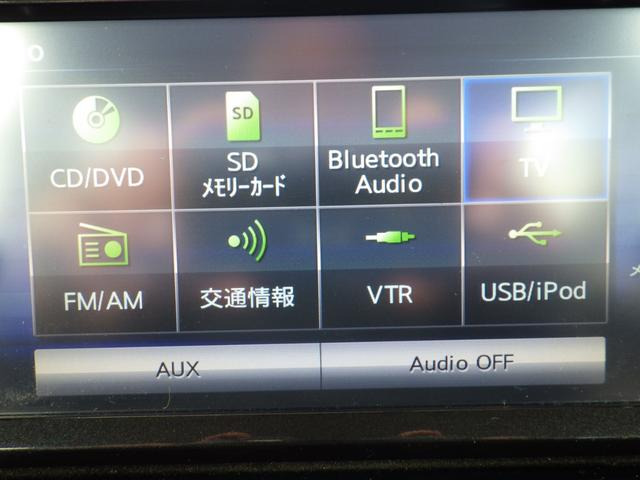 CD/DVD
SD
SD
メモリーカード
Bluetooth
Audio
TV
FM/AM
交通情報
VTR
USB/iPod
AUX
Audio OFF